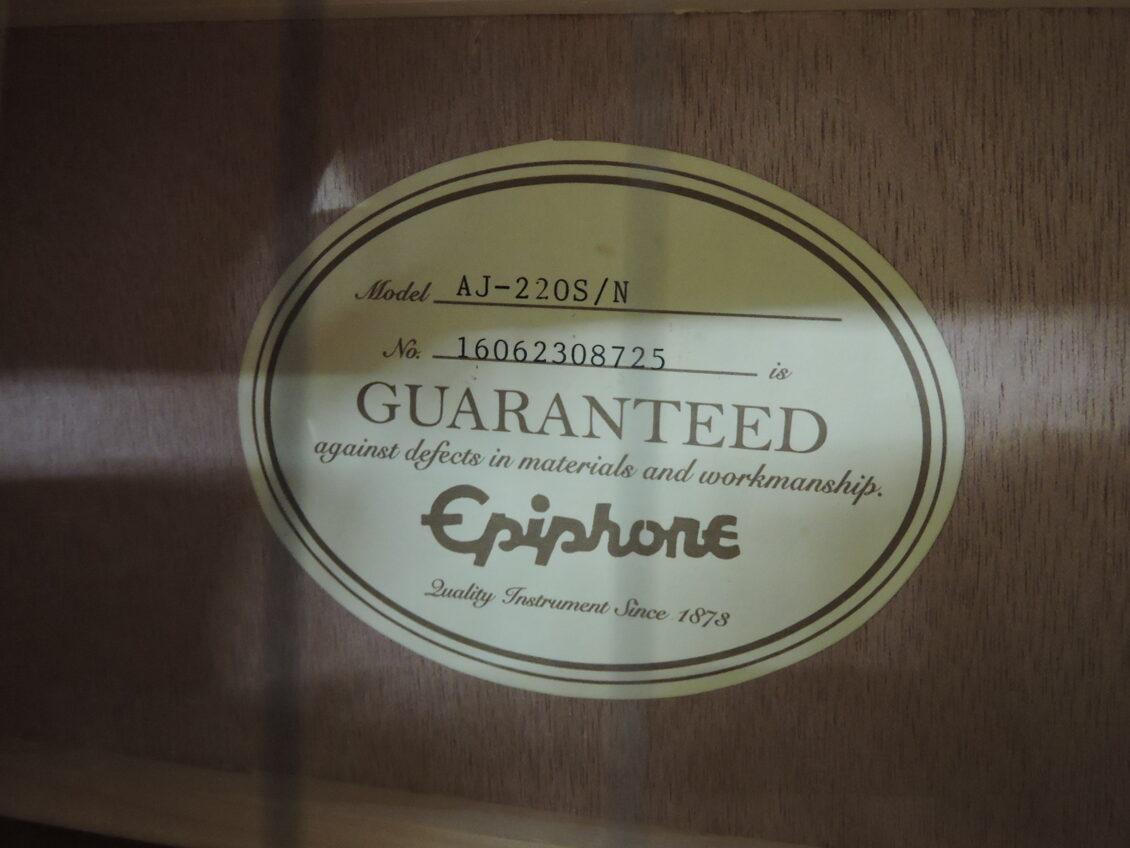 Model AJ-220S/N
No. 16062308725 is
GUARANTEED
against defects in materials and workmanship.
Epiphone
Quality Instrument Since 1873